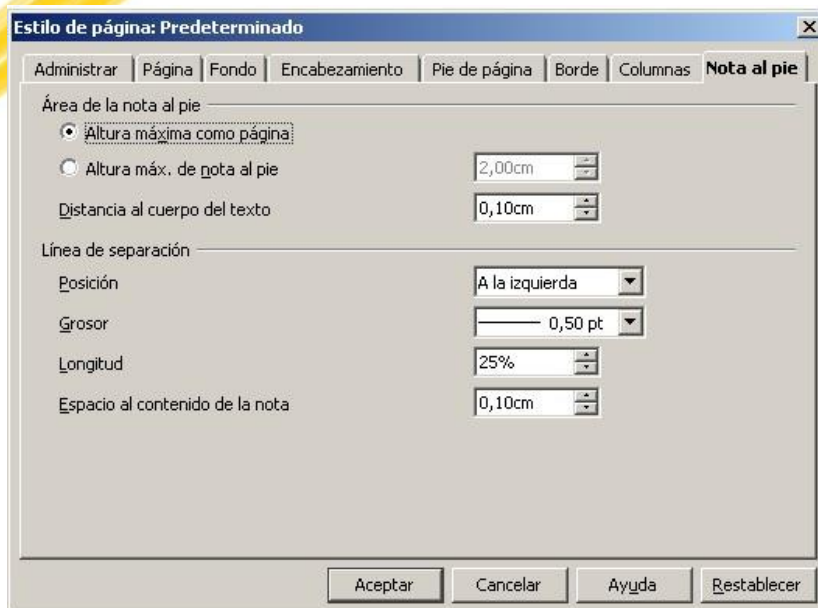 Estilo de página: Predeterminado
Administrar Página Fondo Encabezamiento Pie de página Borde Columnas Nota al pie
Área de la nota al pie
Altura máxima como página
Altura máx. de nota al pie 2,00cm
Distancia al cuerpo del texto 0,10cm
Línea de separación
Posición A la izquierda
Grosor 0,50 pt
Longitud 25%
Espacio al contenido de la nota 0,10cm
Aceptar Cancelar Ayuda Restablecer